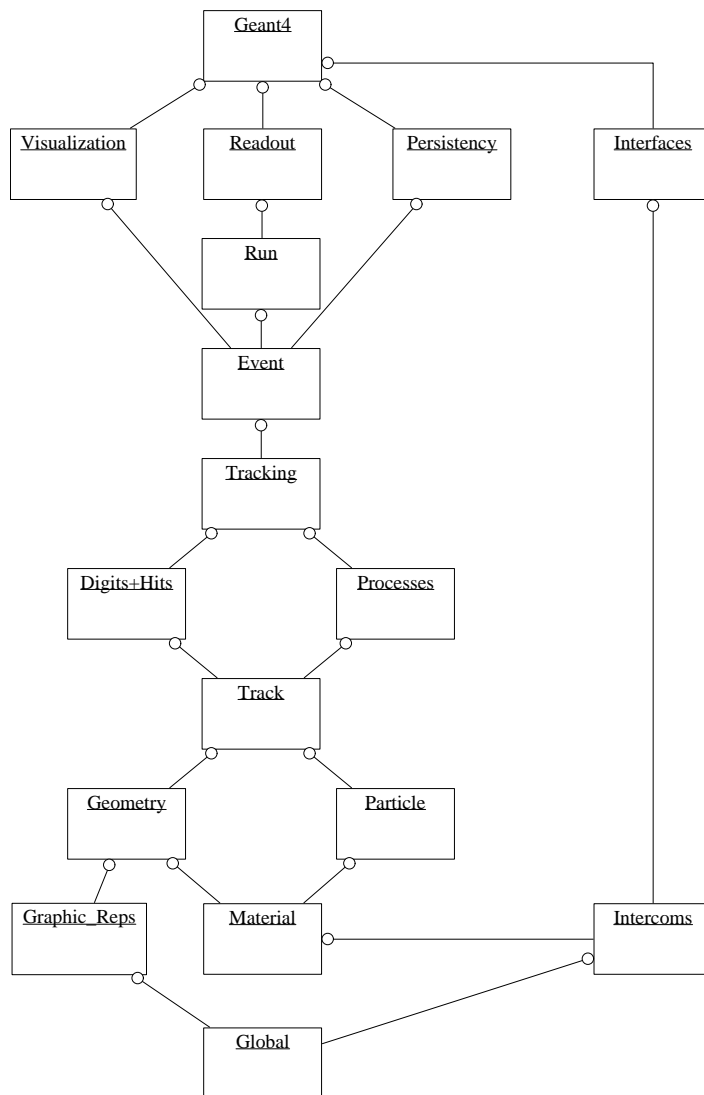 Geant4
Visualization
Readout
Persistency
Interfaces
Run
Event
Tracking
Digits+Hits
Processes
Track
Geometry
Particle
Graphic_Reps
Material
Intercoms
Global